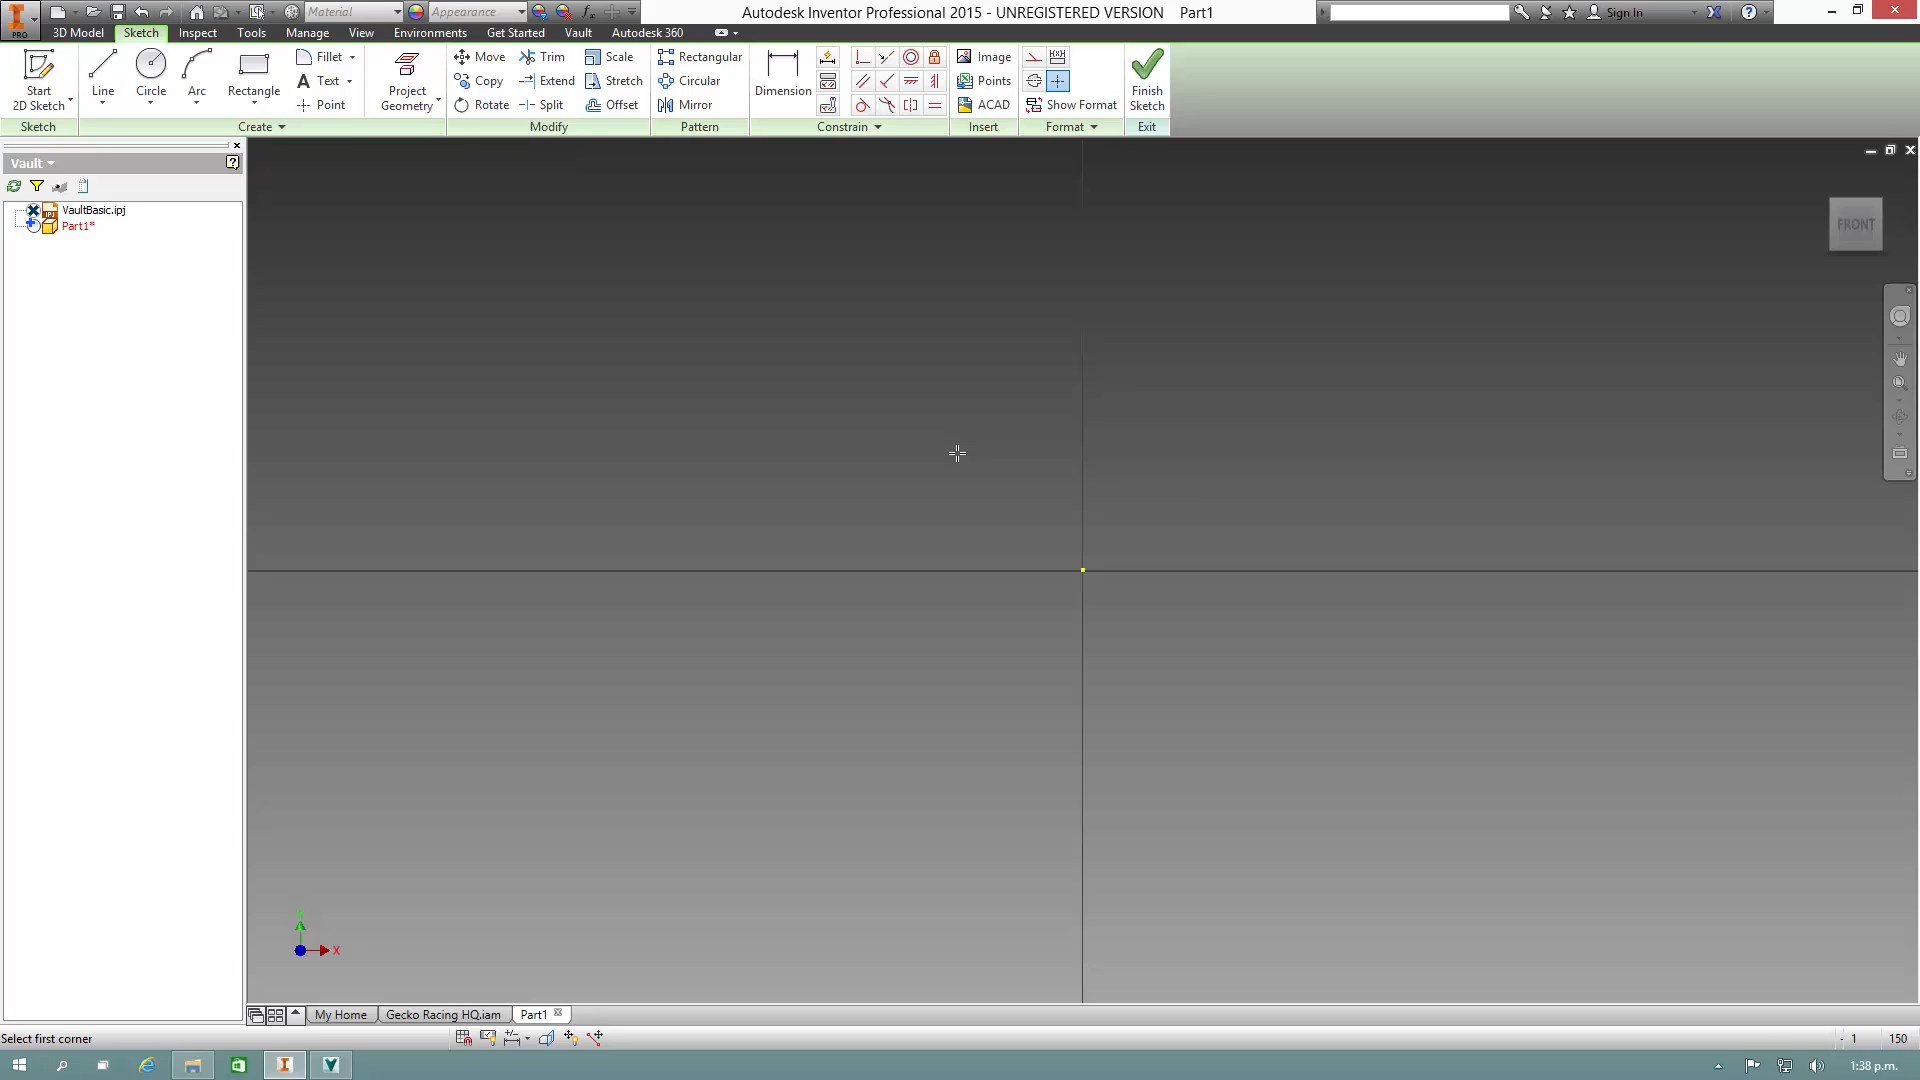 Material
Appearance
Autodesk Inventor Professional 2015 - UNREGISTERED VERSION Part1
Sign In
PRO
3D Model
Sketch
Inspect
Tools
Manage
View
Environments
Get Started
Vault
Autodesk 360
Start
2D Sketch
Line
Circle
Arc
Rectangle
Fillet
Text
Point
Project
Geometry
Move
Copy
Rotate
Trim
Extend
Split
Scale
Stretch
Offset
Rectangular
Circular
Mirror
Dimension
Image
Points
ACAD
Show Format
Finish
Sketch
Sketch
Create
Modify
Pattern
Constrain
Insert
Format
Exit
Vault
VaultBasic.ipj
Part1*
FRONT
X
My Home
Gecko Racing HQ.iam
Part1
Select first corner
1
150
1:38 p.m.